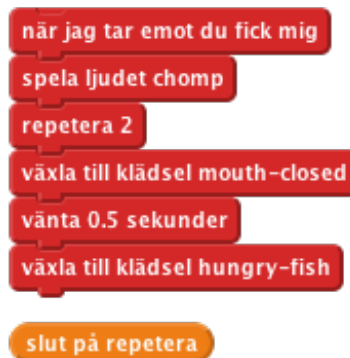 när jag tar emot du fick mig
spela ljudet chomp
repetera 2
växla till klädsel mouth-closed
vänta 0.5 sekunder
växla till klädsel hungry-fish
slut på repetera